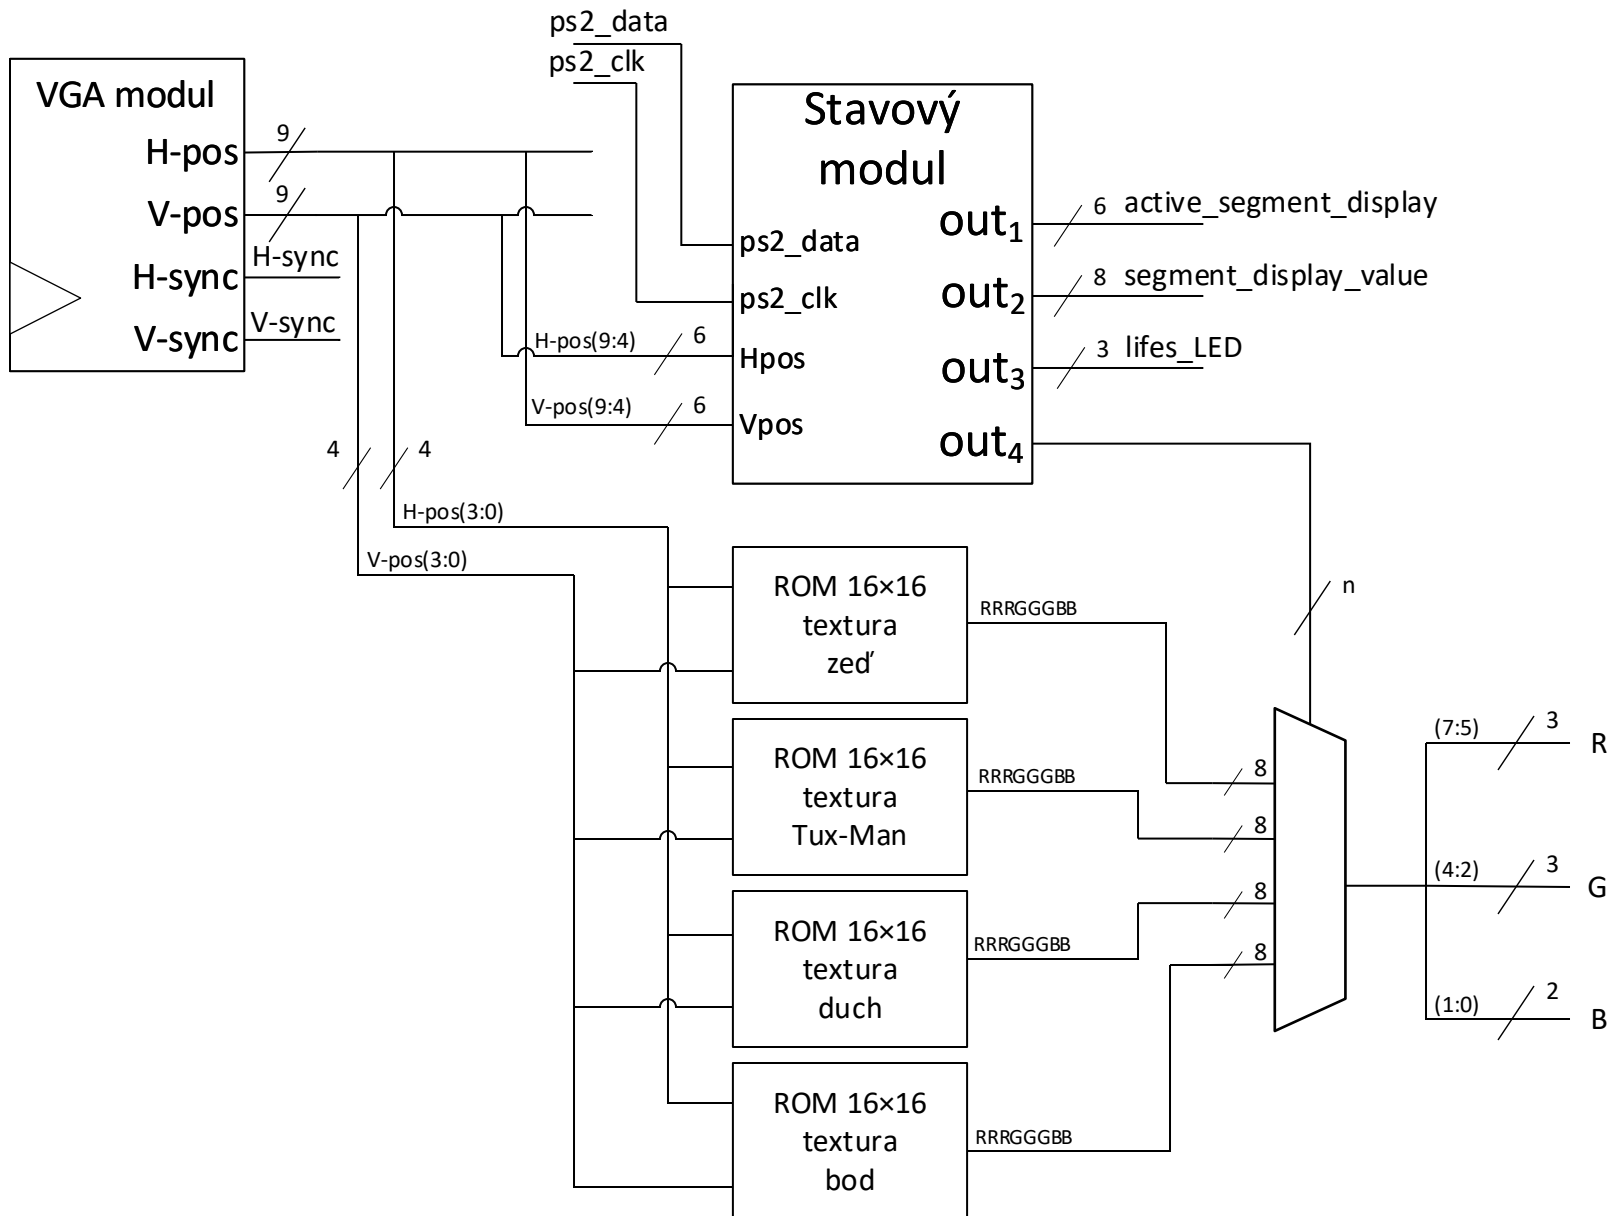 ps2_data
ps2_clk
VGA modul
H-pos
9
V-pos
9
H-sync
H-sync
V-sync
V-sync
Stavový
modul
ps2_data
ps2_clk
H-pos(9:4)
6
Hpos
V-pos(9:4)
6
Vpos
out1
6
active_segment_display
out2
8
segment_display_value
out3
3
lifes_LED
out4
n
4
4
H-pos(3:0)
V-pos(3:0)
ROM 16×16
textura
zeď
RRRGGGBB
8
ROM 16×16
textura
Tux-Man
RRRGGGBB
8
ROM 16×16
textura
duch
RRRGGGBB
8
ROM 16×16
textura
bod
RRRGGGBB
8
(7:5)
3
R
(4:2)
3
G
(1:0)
2
B